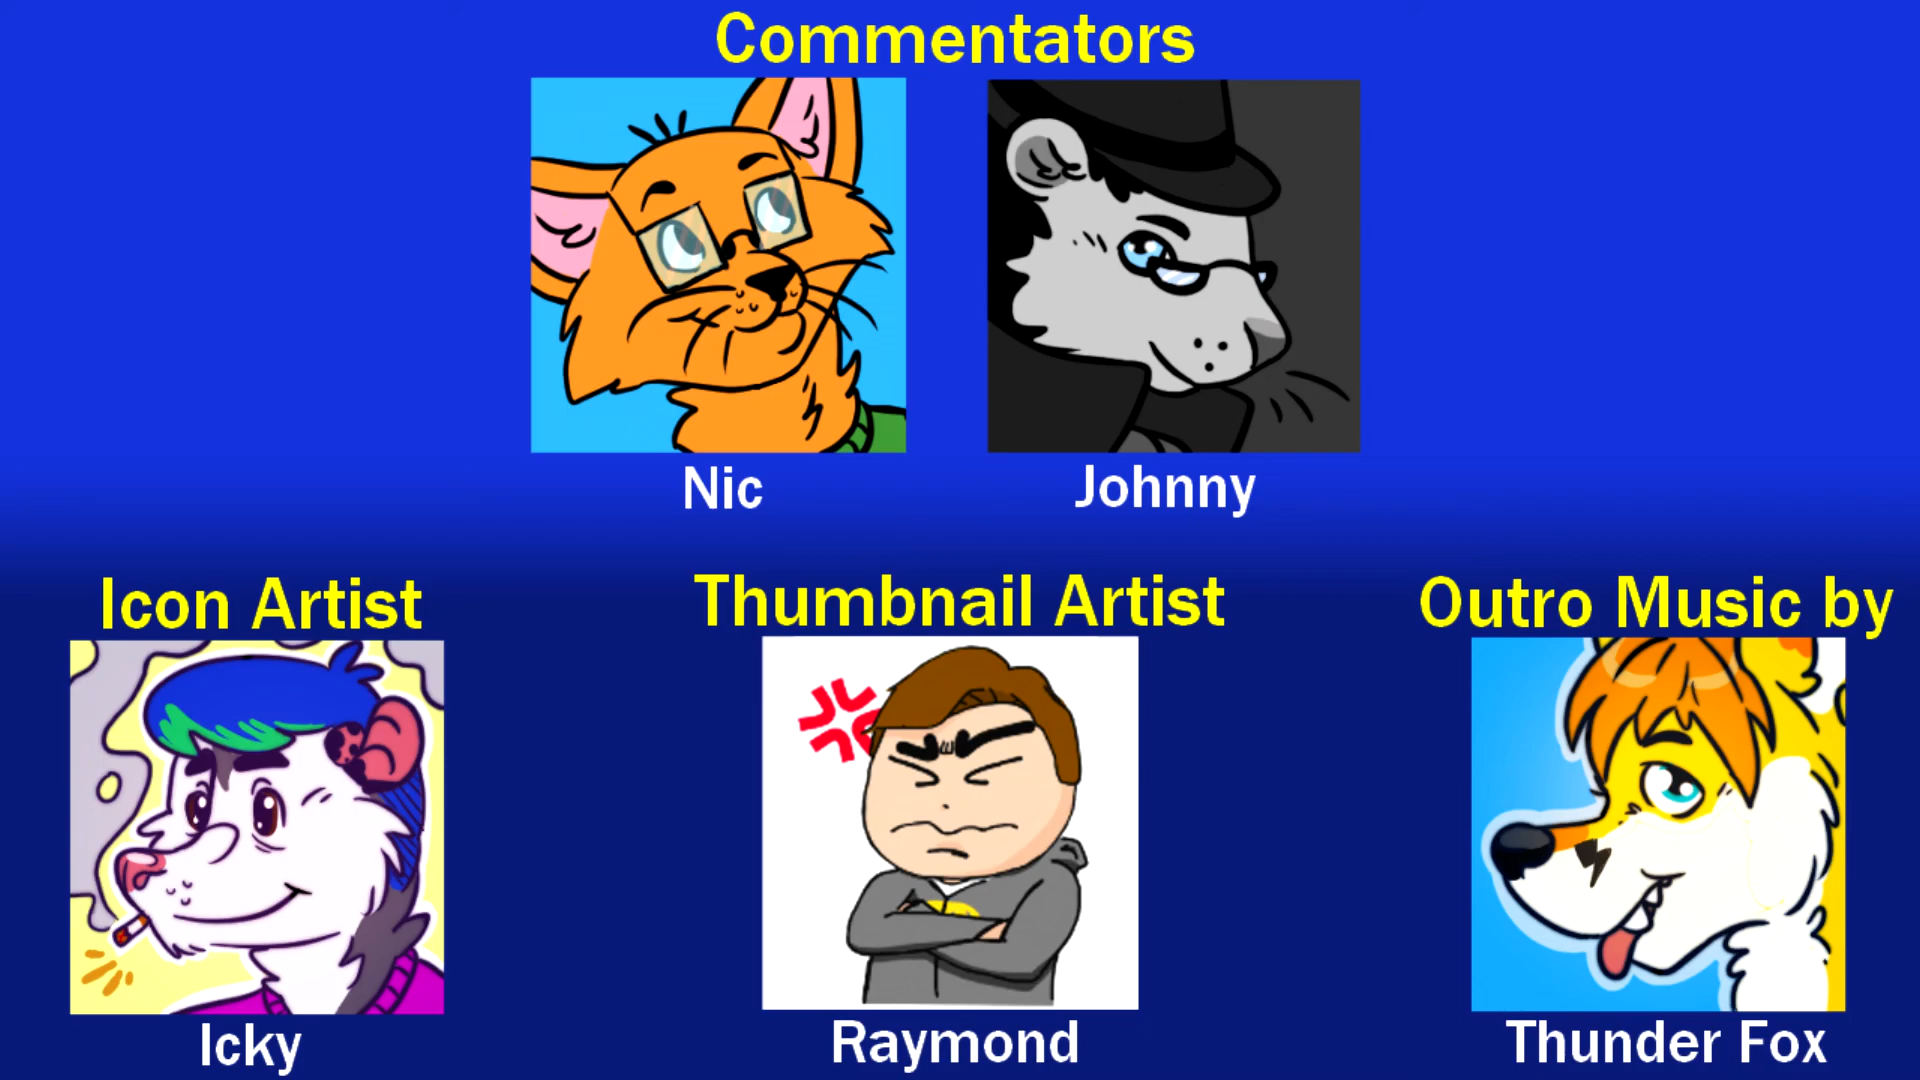 Commentators
Nic
Johnny
Icon Artist
Thumbnail Artist
Outro Music by
Icky
Raymond
Thunder Fox